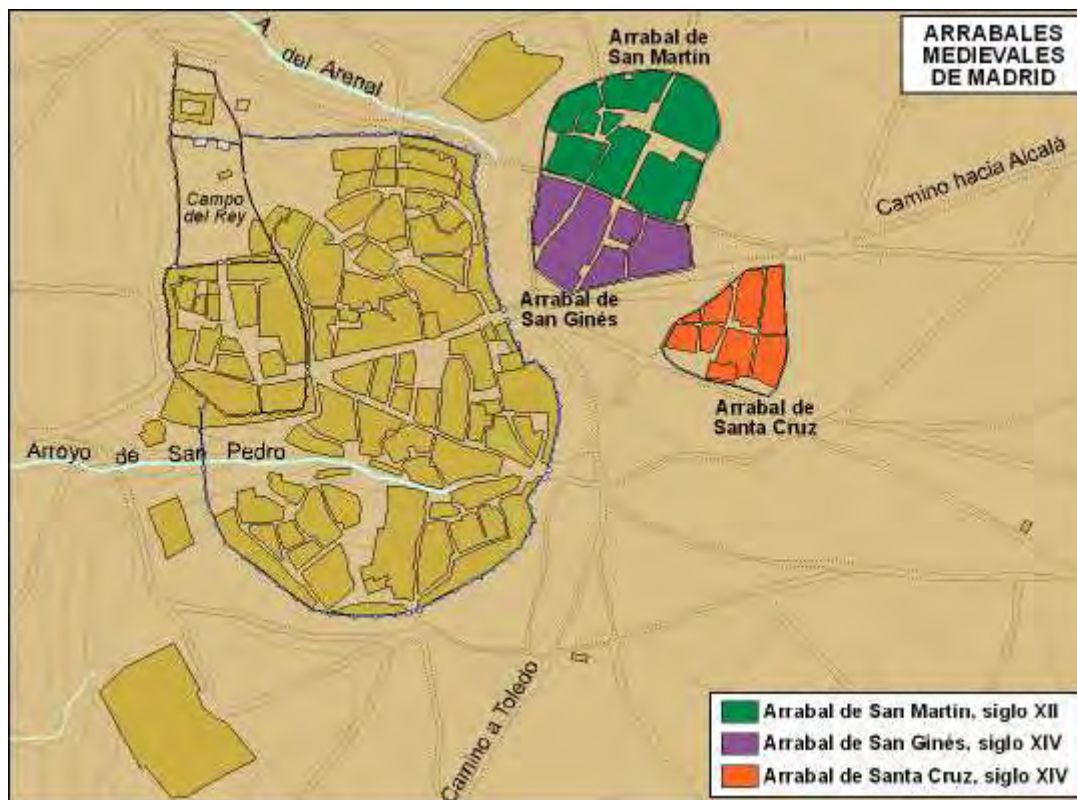 ARRABALES
MEDIEVALES
DE MADRID
Arrabal de
San Martín
A. del Arenal
Camino hacia Alcalá
Campo
del Rey
Arrabal de
San Ginés
Arrabal de
Santa Cruz
Arroyo de San Pedro
Camino a Toledo
Arrabal de San Martín, siglo XII
Arrabal de San Ginés, siglo XIV
Arrabal de Santa Cruz, siglo XIV